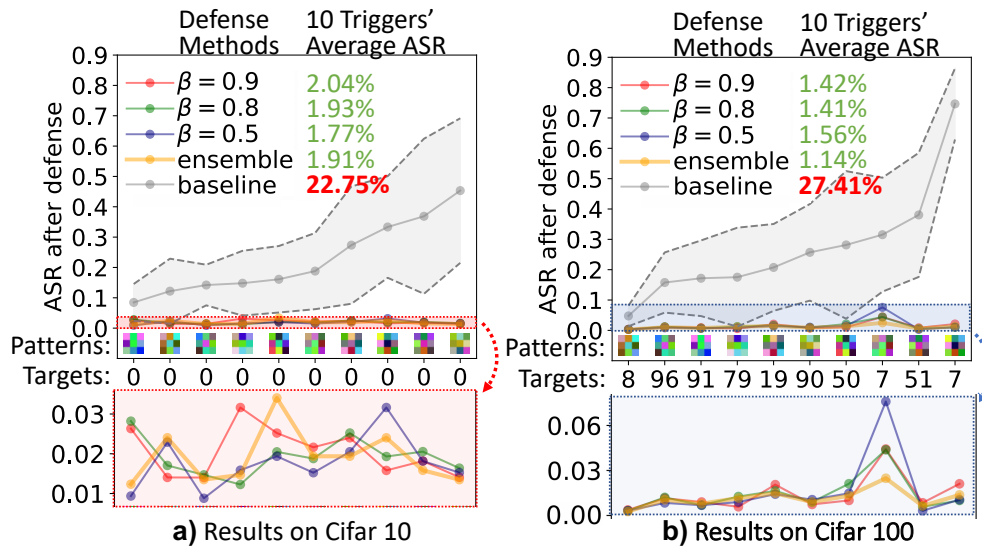 Defense Methods
10 Triggers' Average ASR
ASR after defense
0.9
0.8
0.7
0.6
0.5
0.4
0.3
0.2
0.1
0.0
β = 0.9 2.04%
β = 0.8 1.93%
β = 0.5 1.77%
ensemble 1.91%
baseline 22.75%
Patterns:
Targets: 0 0 0 0 0 0 0 0 0 0
0.03
0.02
0.01
a) Results on Cifar 10
Defense Methods
10 Triggers' Average ASR
ASR after defense
0.9
0.8
0.7
0.6
0.5
0.4
0.3
0.2
0.1
0.0
β = 0.9 1.42%
β = 0.8 1.41%
β = 0.5 1.56%
ensemble 1.14%
baseline 27.41%
Patterns:
Targets: 8 96 91 79 19 90 50 7 51 7
0.06
0.03
0.00
b) Results on Cifar 100